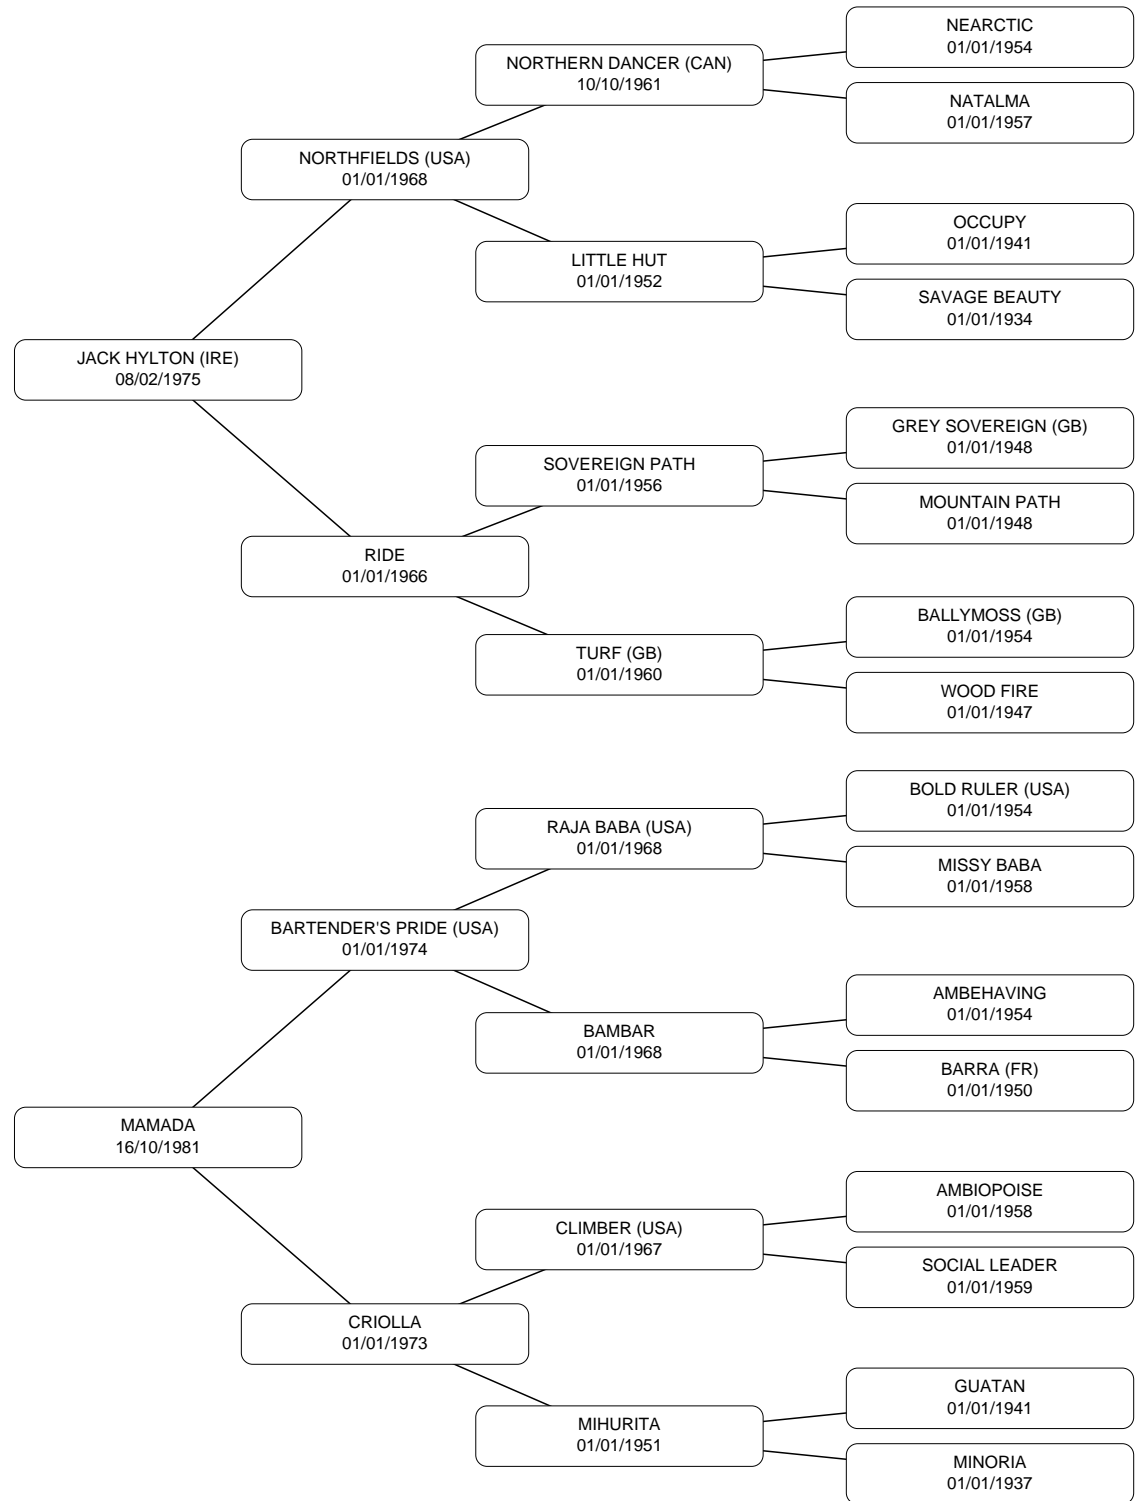 NEARCTIC
01/01/1954
NORTHERN DANCER (CAN)
10/10/1961
NATALMA
01/01/1957
NORTHFIELDS (USA)
01/01/1968
OCCUPY
01/01/1941
LITTLE HUT
01/01/1952
SAVAGE BEAUTY
01/01/1934
JACK HYLTON (IRE)
08/02/1975
GREY SOVEREIGN (GB)
01/01/1948
SOVEREIGN PATH
01/01/1956
MOUNTAIN PATH
01/01/1948
RIDE
01/01/1966
BALLYMOSS (GB)
01/01/1954
TURF (GB)
01/01/1960
WOOD FIRE
01/01/1947
BOLD RULER (USA)
01/01/1954
RAJA BABA (USA)
01/01/1968
MISSY BABA
01/01/1958
BARTENDER'S PRIDE (USA)
01/01/1974
AMBEHAVING
01/01/1954
BAMBAR
01/01/1968
BARRA (FR)
01/01/1950
MAMADA
16/10/1981
AMBIOPOISE
01/01/1958
CLIMBER (USA)
01/01/1967
SOCIAL LEADER
01/01/1959
CRIOLLA
01/01/1973
GUATAN
01/01/1941
MIHURITA
01/01/1951
MINORIA
01/01/1937